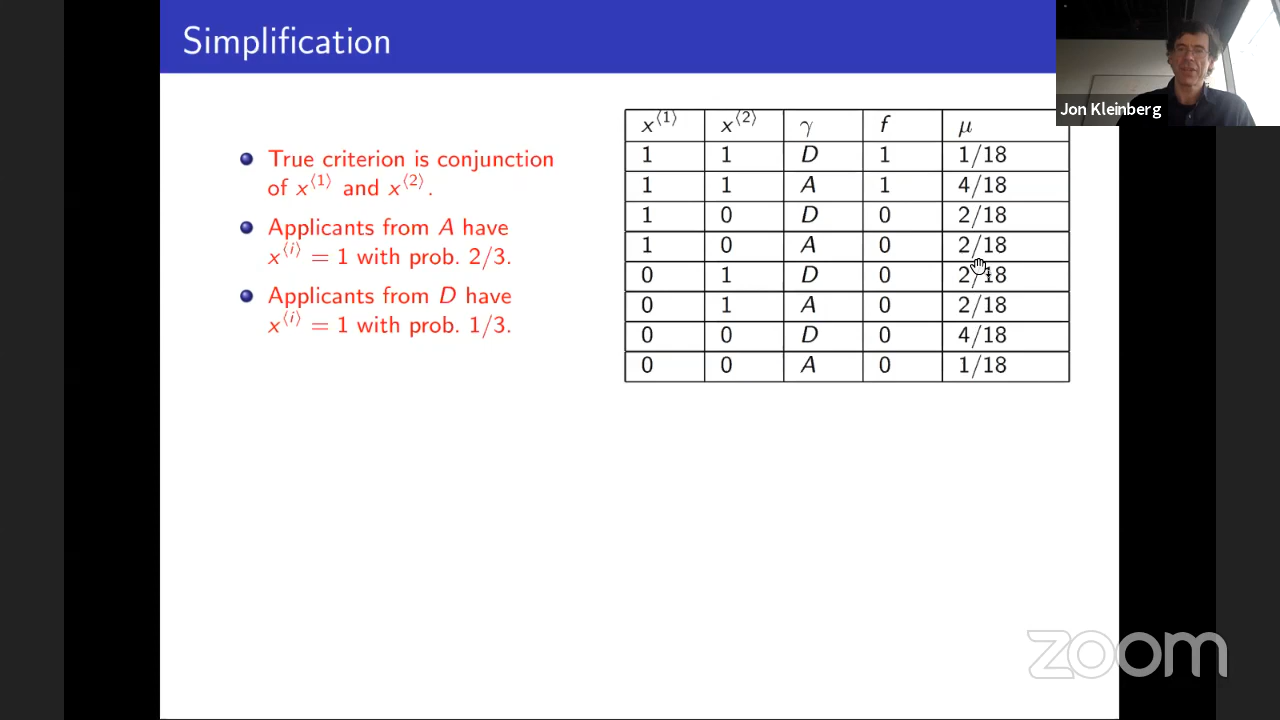 Simplification
Jon Kleinberg
True criterion is conjunction
of x⟨1⟩ and x⟨2⟩.
Applicants from A have
x⟨i⟩ = 1 with prob. 2/3.
Applicants from D have
x⟨i⟩ = 1 with prob. 1/3.
x⟨1⟩ x⟨2⟩ γ f μ
1 1 D 1 1/18
1 1 A 1 4/18
1 0 D 0 2/18
1 0 A 0 2/18
0 1 D 0 2/18
0 1 A 0 2/18
0 0 D 0 4/18
0 0 A 0 1/18
zoom